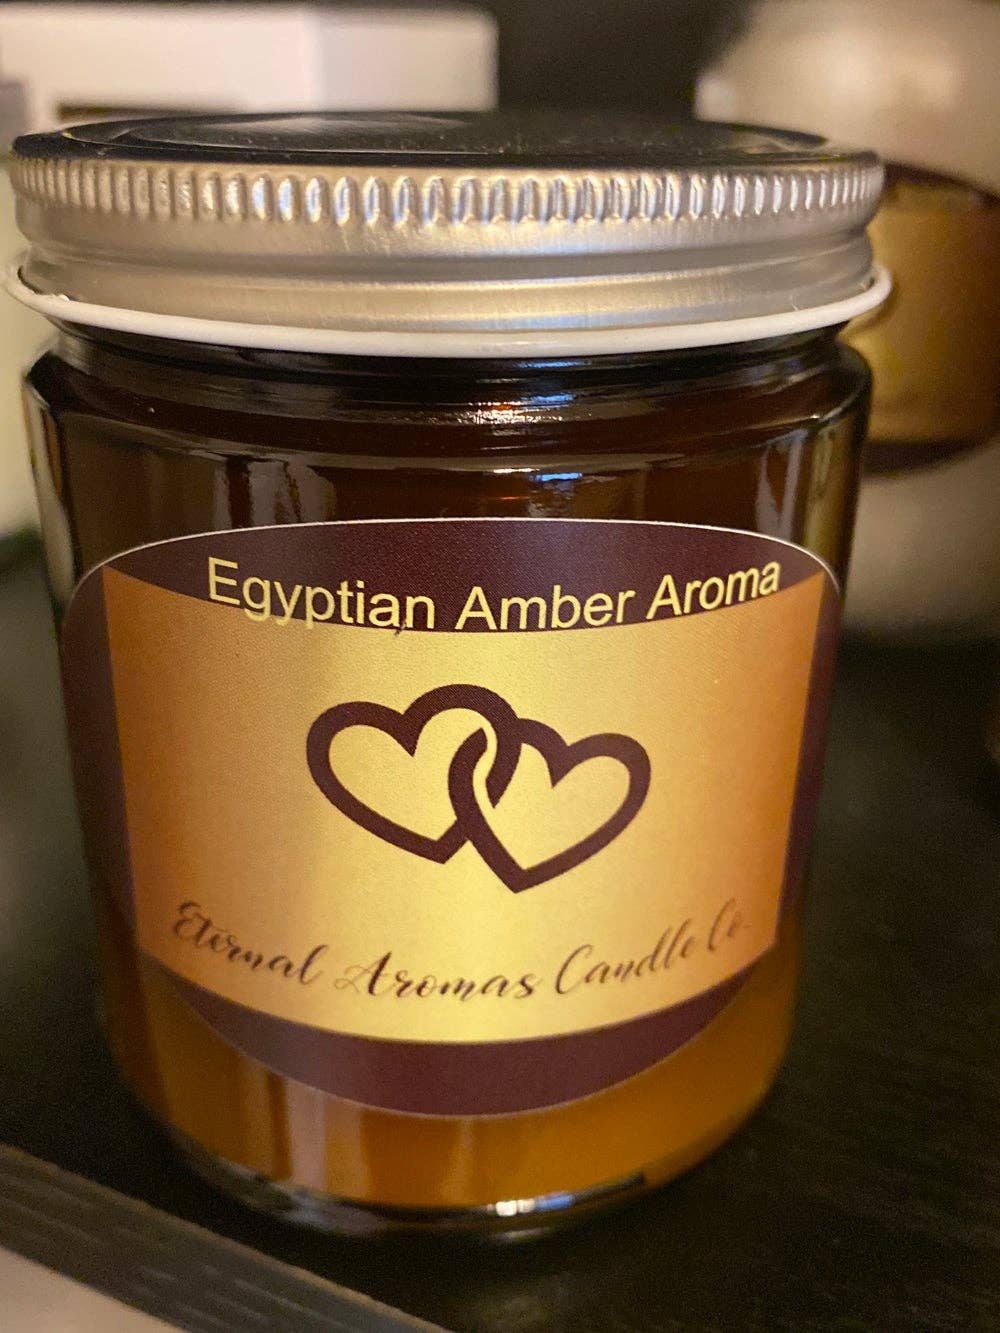 Egyptian Amber Aroma
Eternal Aromas Candle Co.